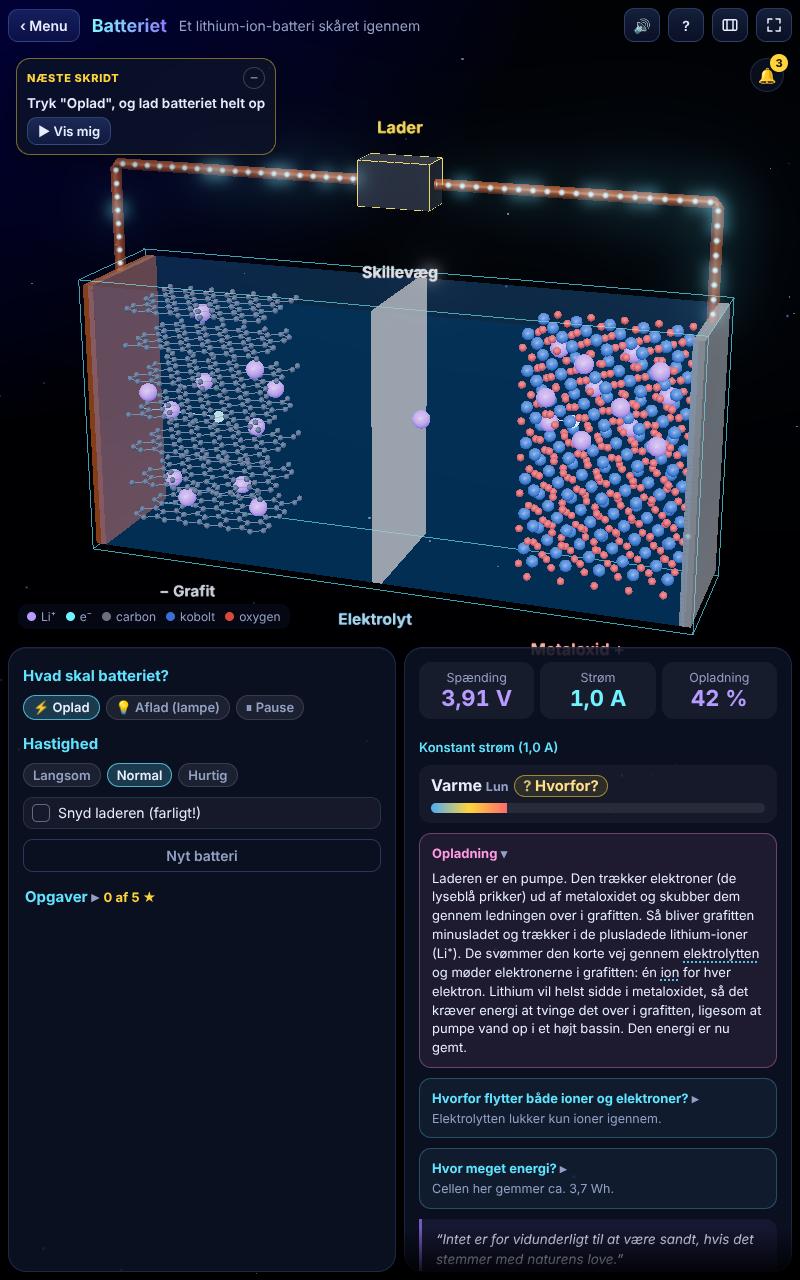 ‹ Menu
Batteriet
Et lithium-ion-batteri skåret igennem
?
3
NÆSTE SKRIDT
–
Tryk "Oplad", og lad batteriet helt op
▶ Vis mig
Lader
Skillevæg
– Grafit
Elektrolyt
Metaloxid +
Li⁺
e⁻
carbon
kobolt
oxygen
Hvad skal batteriet?
⚡ Oplad
💡 Aflad (lampe)
⏸ Pause
Hastighed
Langsom
Normal
Hurtig
Snyd laderen (farligt!)
Nyt batteri
Opgaver ▸ 0 af 5 ★
Spænding
3,91 V
Strøm
1,0 A
Opladning
42 %
Konstant strøm (1,0 A)
Varme Lun ? Hvorfor?
Opladning ▾
Laderen er en pumpe. Den trækker elektroner (de
lyseblå prikker) ud af metaloxidet og skubber dem
gennem ledningen over i grafitten. Så bliver grafitten
minusladet og trækker i de plusladede lithium-ioner
(Li⁺). De svømmer den korte vej gennem elektrolytten
og møder elektronerne i grafitten: én ion for hver
elektron. Lithium vil helst sidde i metaloxidet, så det
kræver energi at tvinge det over i grafitten, ligesom at
pumpe vand op i et højt bassin. Den energi er nu
gemt.
Hvorfor flytter både ioner og elektroner? ▸
Elektrolytten lukker kun ioner igennem.
Hvor meget energi? ▸
Cellen her gemmer ca. 3,7 Wh.
“Intet er for vidunderligt til at være sandt, hvis det
stemmer med naturens love.”